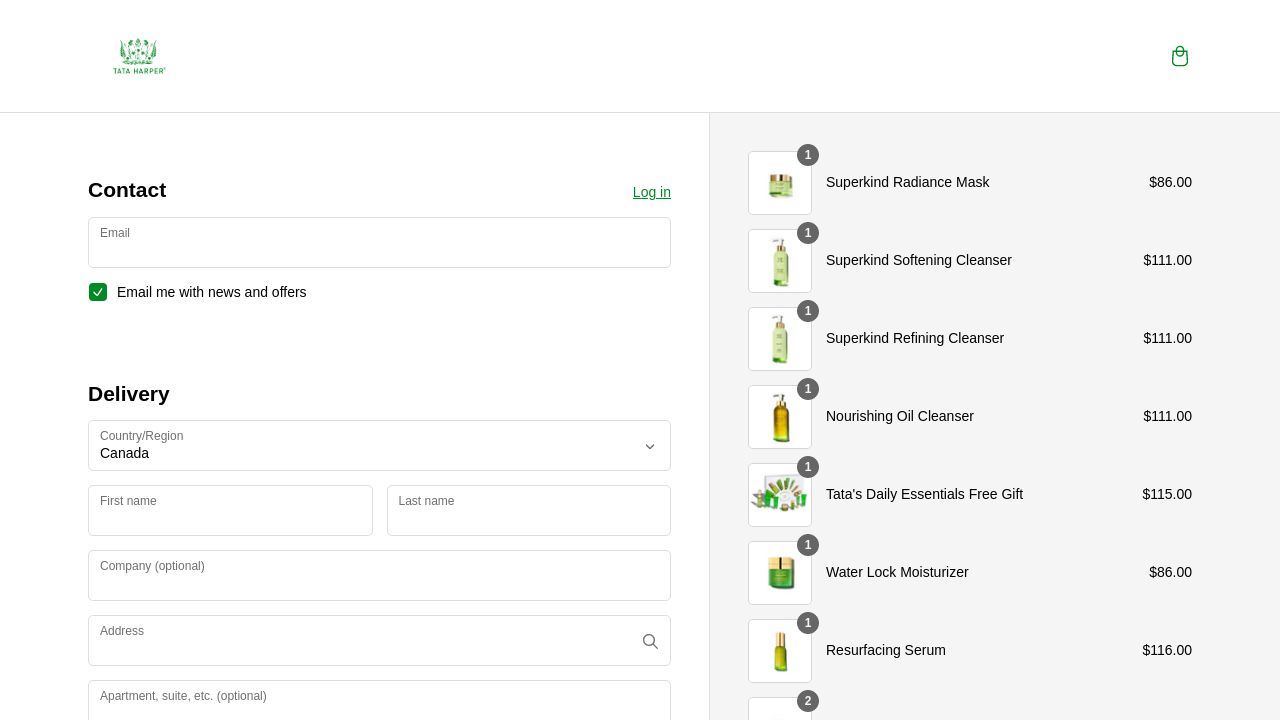 TATA HARPER
Contact
Log in
Email
Email me with news and offers
Delivery
Country/Region
Canada
First name
Last name
Company (optional)
Address
Apartment, suite, etc. (optional)
1
Superkind Radiance Mask
$86.00
1
Superkind Softening Cleanser
$111.00
1
Superkind Refining Cleanser
$111.00
1
Nourishing Oil Cleanser
$111.00
1
Tata's Daily Essentials Free Gift
$115.00
1
Water Lock Moisturizer
$86.00
1
Resurfacing Serum
$116.00
2